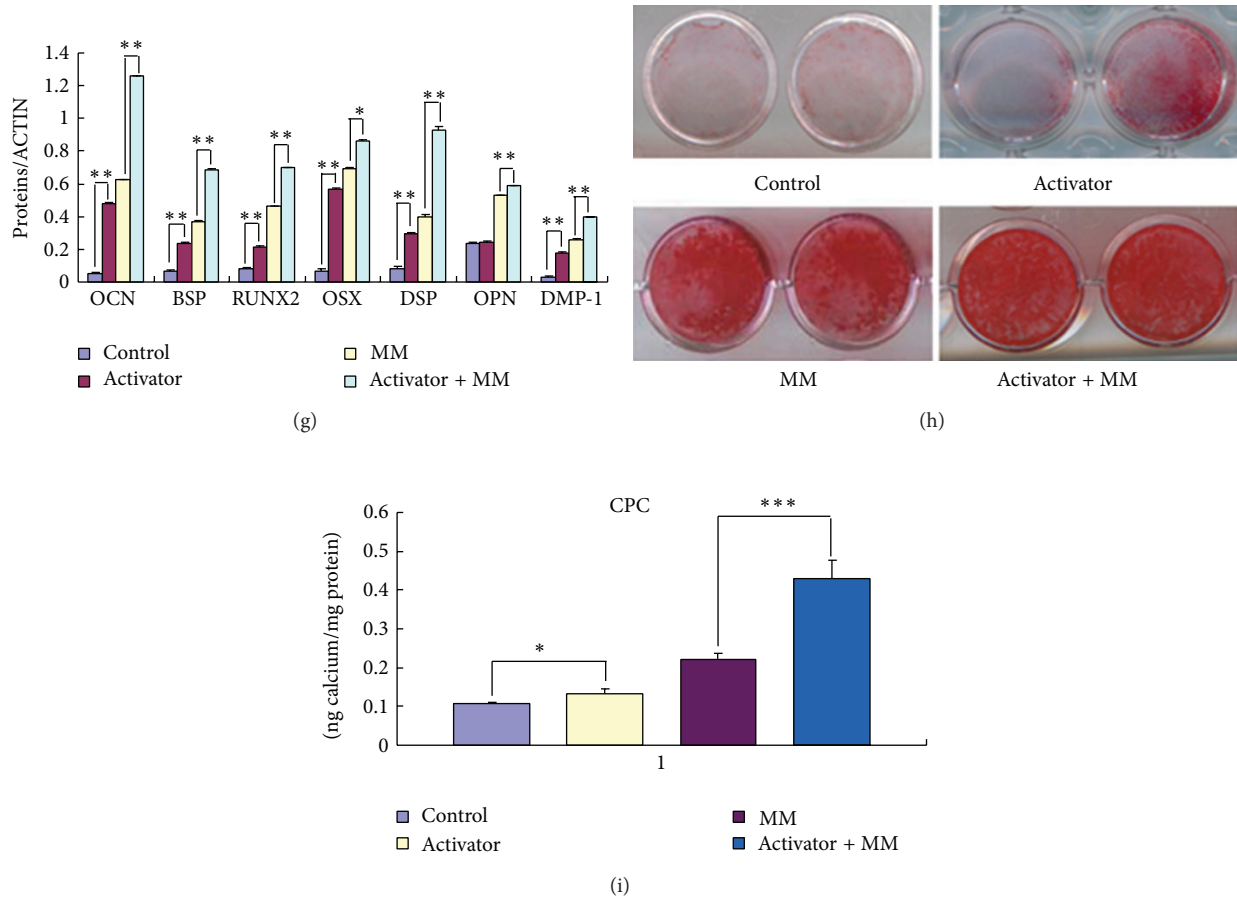 Proteins/ACTIN
1.4
1.2
1
0.8
0.6
0.4
0.2
0
** ** ** ** ** ** ** * ** ** ** ** **
OCN BSP RUNX2 OSX DSP OPN DMP-1
Control
Activator
MM
Activator + MM
(g)
Control Activator
MM Activator + MM
(h)
CPC
(ng calcium/mg protein)
0.6
0.5
0.4
0.3
0.2
0.1
0
*
***
1
Control
Activator
MM
Activator + MM
(i)